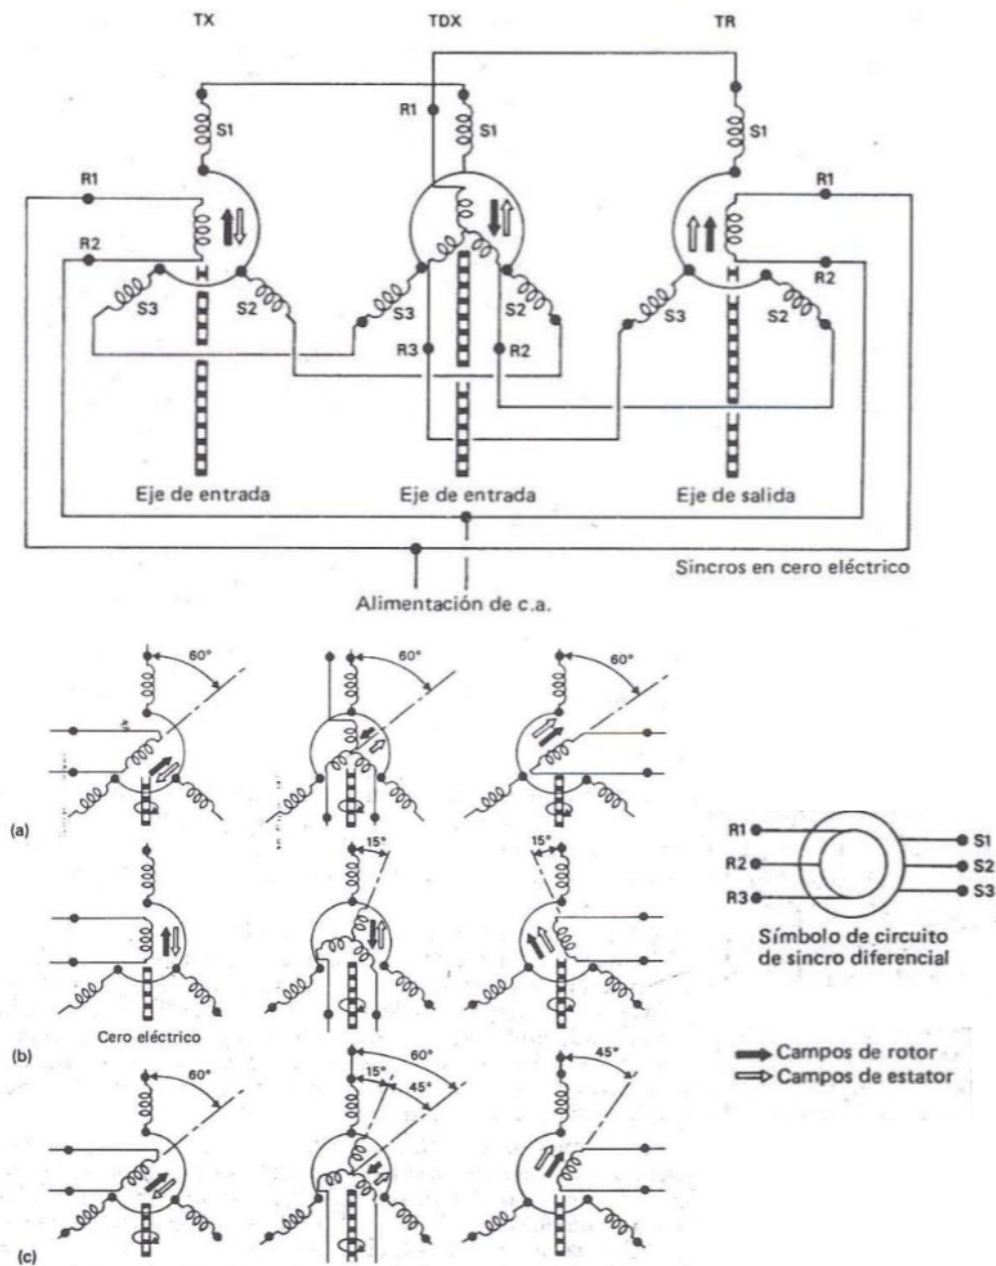 TX TDX TR
R1
S1 S1 S1
R1 R1
R2 R2
S3 S2 S3 S2 S3 S2
R3 R2
Eje de entrada Eje de entrada Eje de salida
Sincros en cero eléctrico
Alimentación de c.a.
60° 60° 60°
(a)
15° 15°
Cero eléctrico
(b)
60° 60° 45°
15° 45°
(c)
R1 S1
R2 S2
R3 S3
Símbolo de circuito
de sincro diferencial
Campos de rotor
Campos de estator